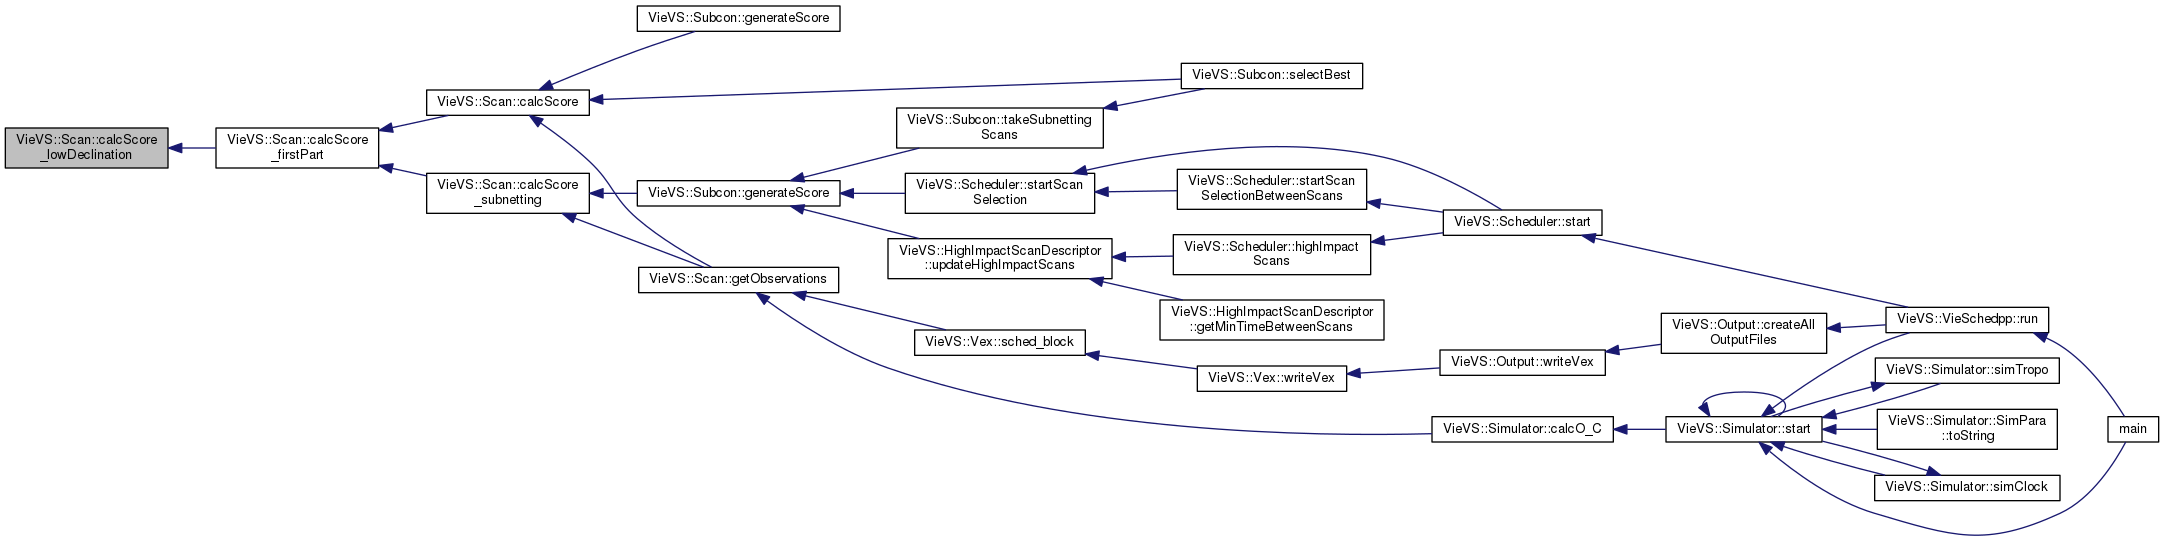 VieVS::Scan::calcScore
_lowDeclination
VieVS::Scan::calcScore
_firstPart
VieVS::Scan::calcScore
VieVS::Scan::calcScore
_subnetting
VieVS::Subcon::generateScore
VieVS::Subcon::generateScore
VieVS::Scan::getObservations
VieVS::Subcon::takeSubnetting
Scans
VieVS::Scheduler::startScan
Selection
VieVS::HighImpactScanDescriptor
::updateHighImpactScans
VieVS::Vex::sched_block
VieVS::Subcon::selectBest
VieVS::Scheduler::startScan
SelectionBetweenScans
VieVS::Scheduler::highImpact
Scans
VieVS::HighImpactScanDescriptor
::getMinTimeBetweenScans
VieVS::Vex::writeVex
VieVS::Scheduler::start
VieVS::Output::writeVex
VieVS::Simulator::calcO_C
VieVS::Output::createAll
OutputFiles
VieVS::Simulator::start
VieVS::VieSchedpp::run
VieVS::Simulator::simTropo
VieVS::Simulator::SimPara
::toString
VieVS::Simulator::simClock
main